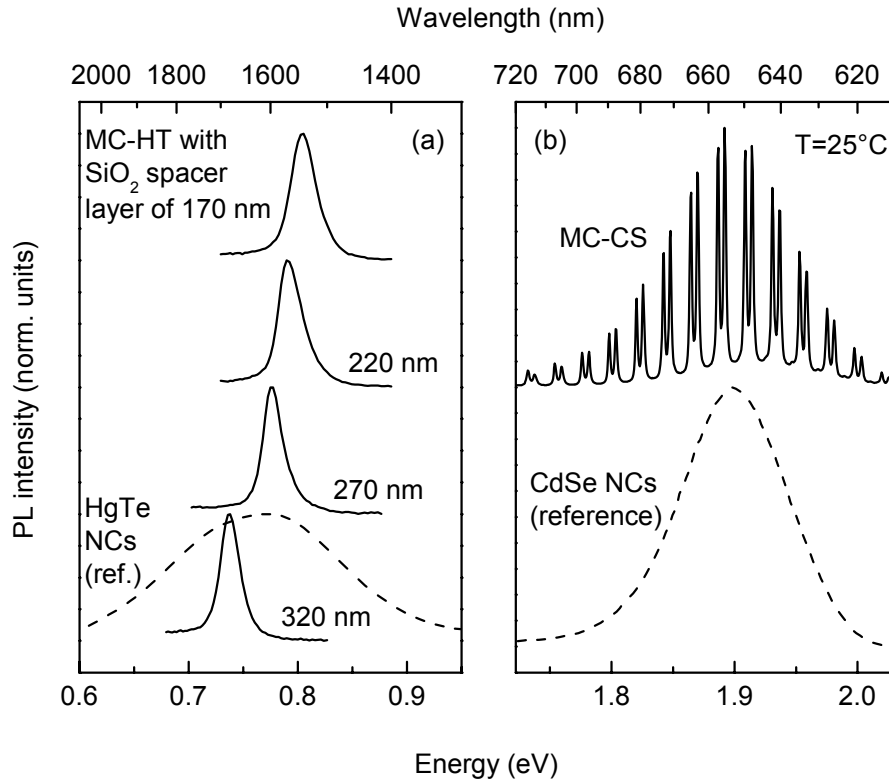 Wavelength (nm)
2000 1800 1600 1400
720 700 680 660 640 620
MC-HT with
SiO₂ spacer
layer of 170 nm
(a)
220 nm
270 nm
HgTe
NCs
(ref.)
320 nm
(b)
T=25°C
MC-CS
CdSe NCs
(reference)
PL intensity (norm. units)
0.6 0.7 0.8 0.9
1.8 1.9 2.0
Energy (eV)